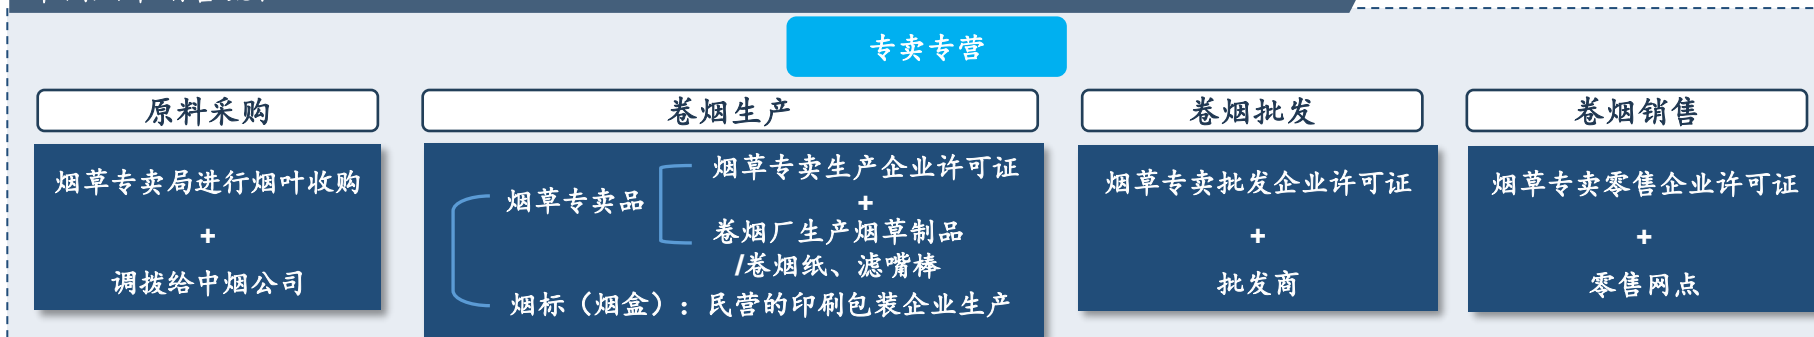 专卖专营
原料采购
烟草专卖局进行烟叶收购
+
调拨给中烟公司
卷烟生产
烟草专卖品
烟草专卖生产企业许可证
+
卷烟厂生产烟草制品
/卷烟纸、滤嘴棒
烟标（烟盒）：民营的印刷包装企业生产
卷烟批发
烟草专卖批发企业许可证
+
批发商
卷烟销售
烟草专卖零售企业许可证
+
零售网点